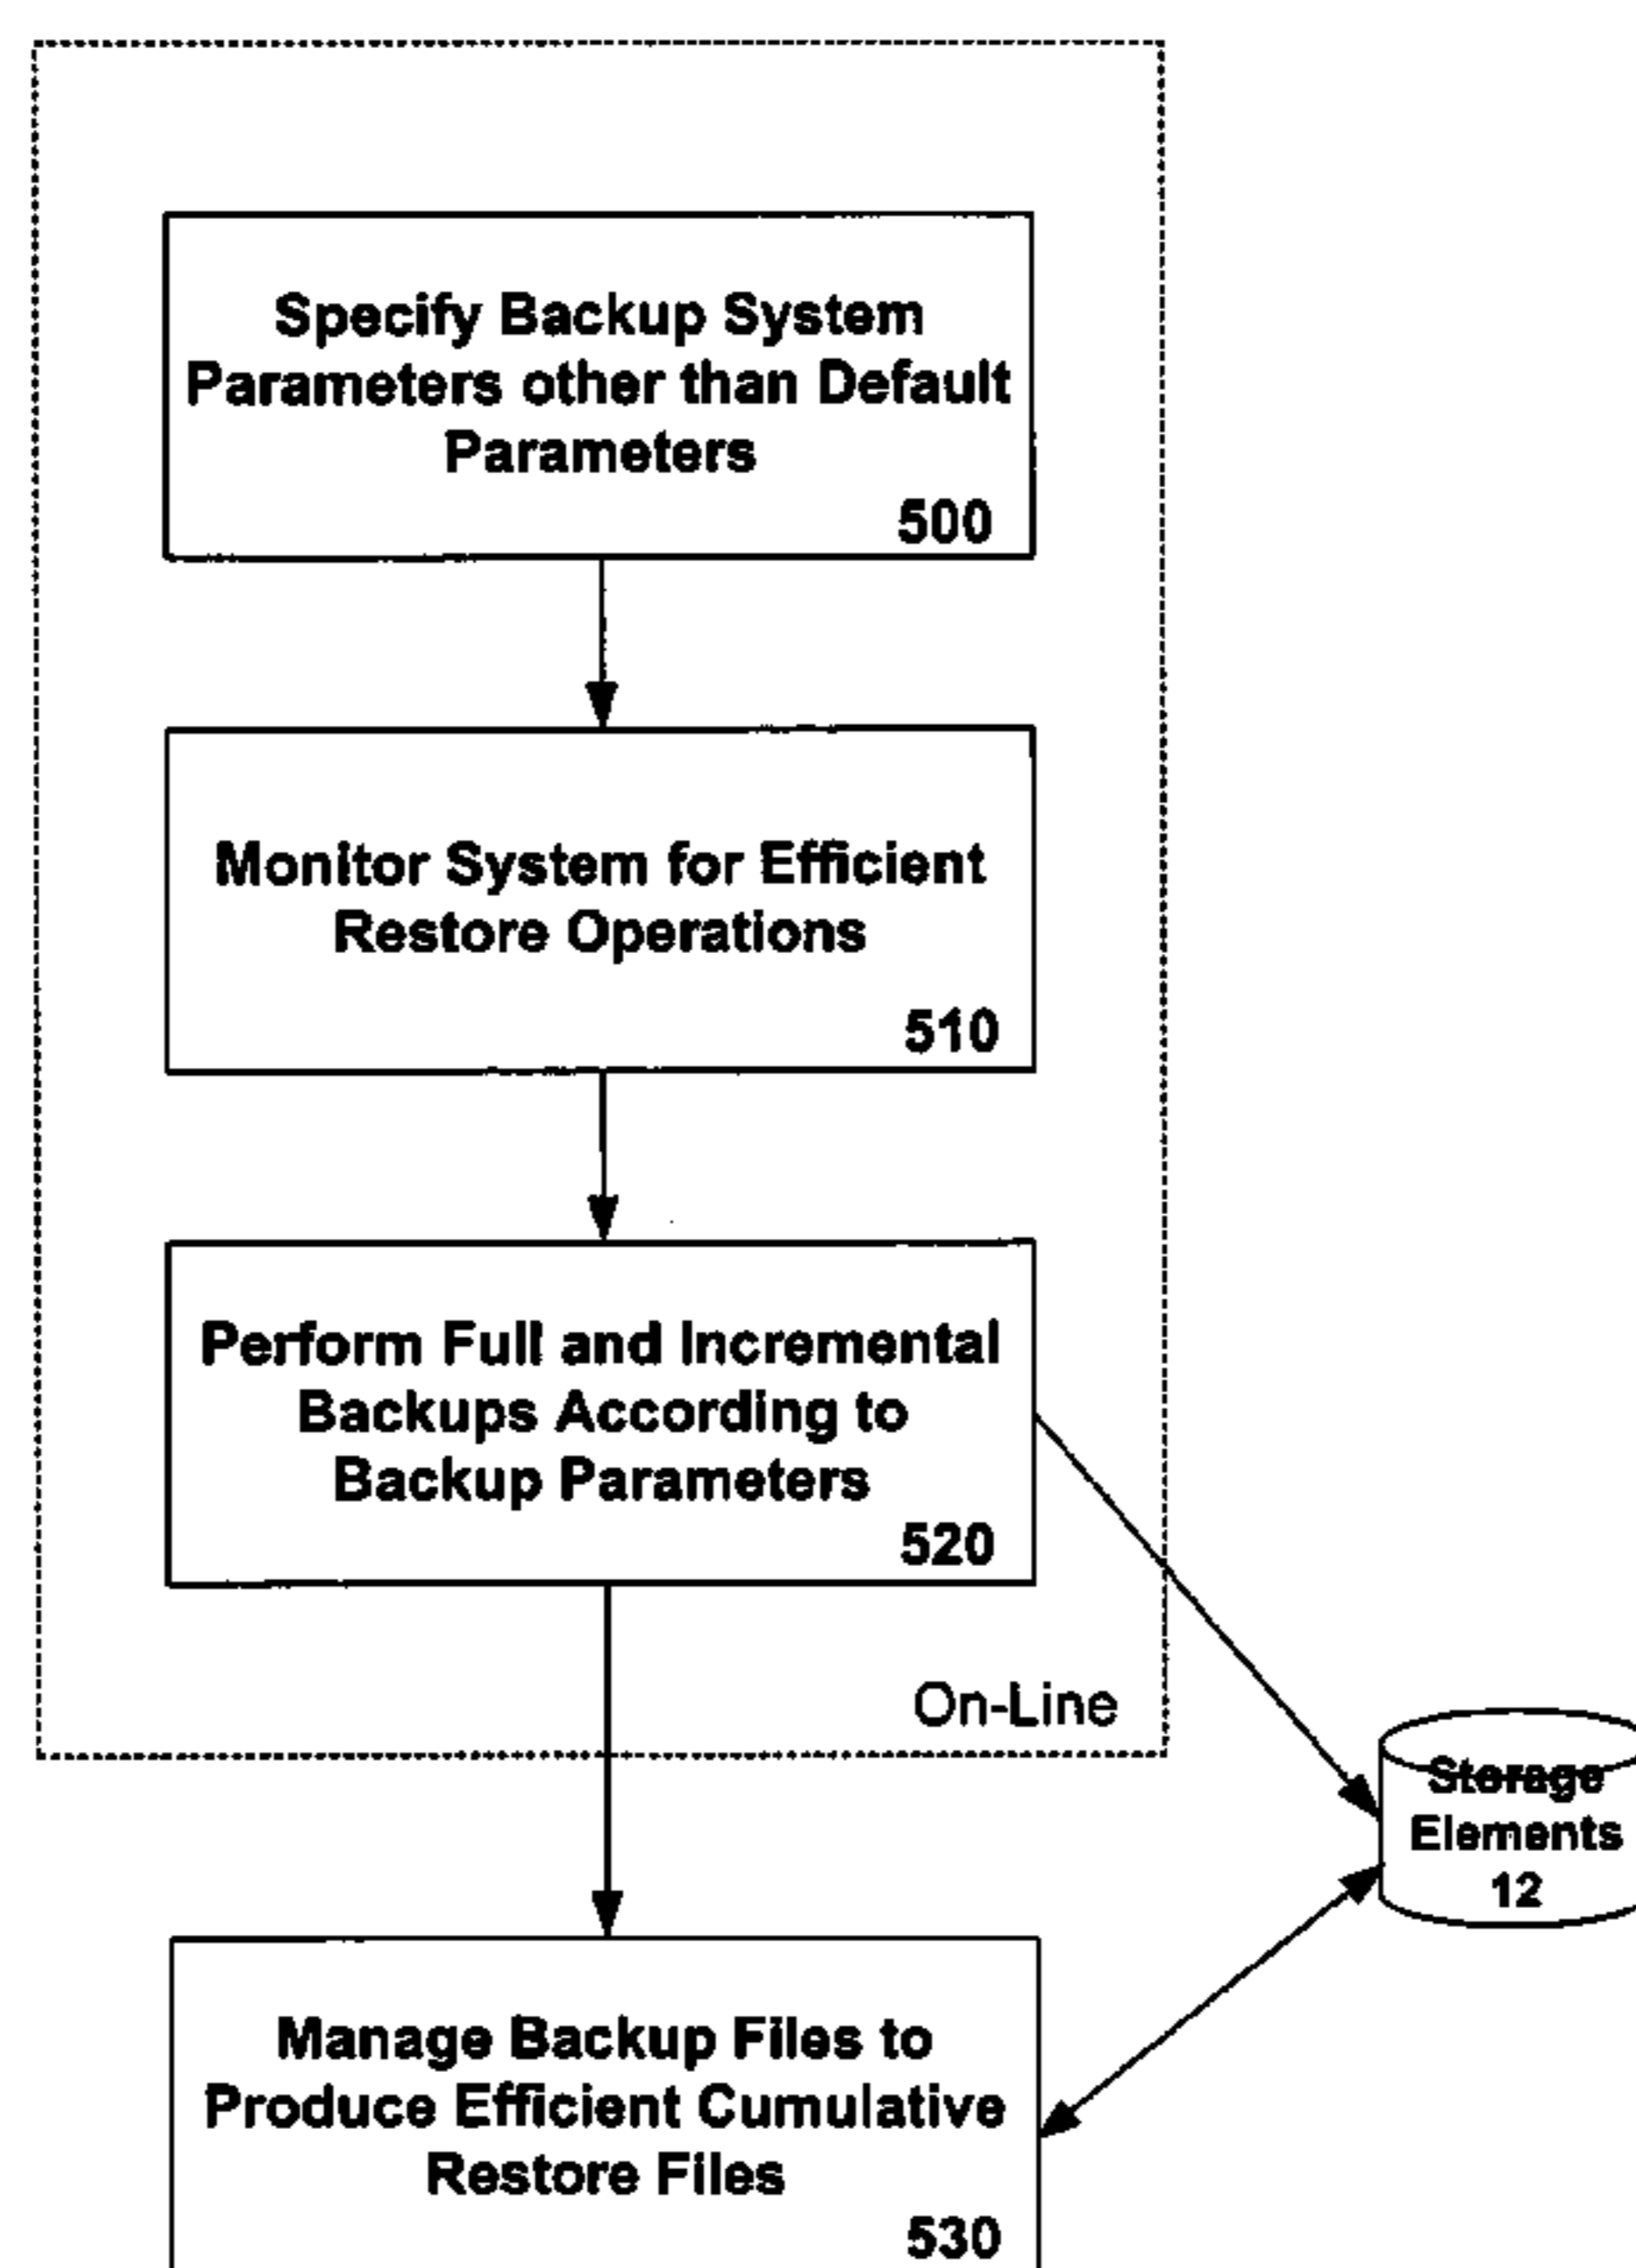 Specify Backup System
Parameters other than Default
Parameters
500
Monitor System for Efficient
Restore Operations
510
Perform Full and Incremental
Backups According to
Backup Parameters
520
On-Line
Storage
Elements
12
Manage Backup Files to
Produce Efficient Cumulative
Restore Files
530